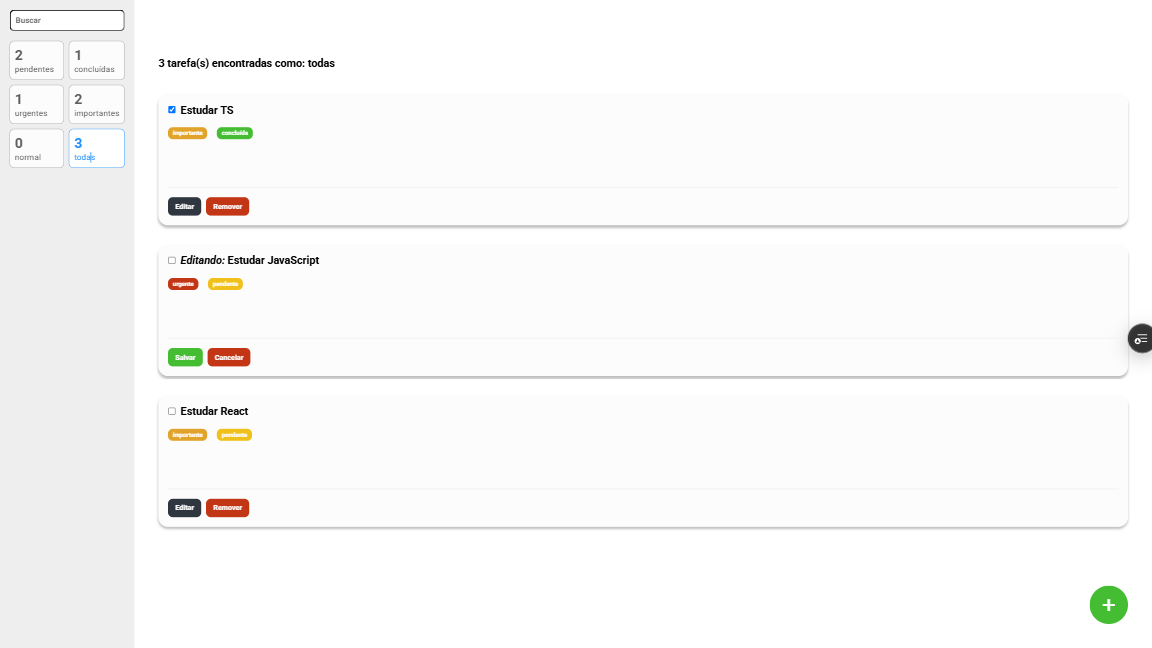 Buscar
2
pendentes
1
concluídas
1
urgentes
2
importantes
0
normal
3
todas
3 tarefa(s) encontradas como: todas
Estudar TS
importante concluída
Editar Remover
Editando: Estudar JavaScript
urgente pendente
Salvar Cancelar
Estudar React
importante pendente
Editar Remover
+